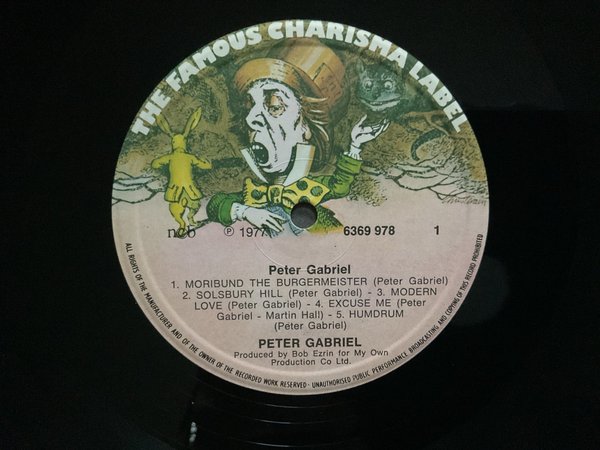 THE FAMOUS CHARISMA LABEL
ncb ℗ 1977 6369 978 1
Peter Gabriel
1. MORIBUND THE BURGERMEISTER (Peter Gabriel)
2. SOLSBURY HILL (Peter Gabriel) - 3. MODERN
LOVE (Peter Gabriel) - 4. EXCUSE ME (Peter
Gabriel - Martin Hall) - 5. HUMDRUM
(Peter Gabriel)
PETER GABRIEL
Produced by Bob Ezrin for My Own
Production Co Ltd.
ALL RIGHTS OF THE MANUFACTURER AND OF THE OWNER OF THE RECORDED WORK RESERVED · UNAUTHORISED PUBLIC PERFORMANCE, BROADCASTING AND COPYING OF THIS RECORD PROHIBITED